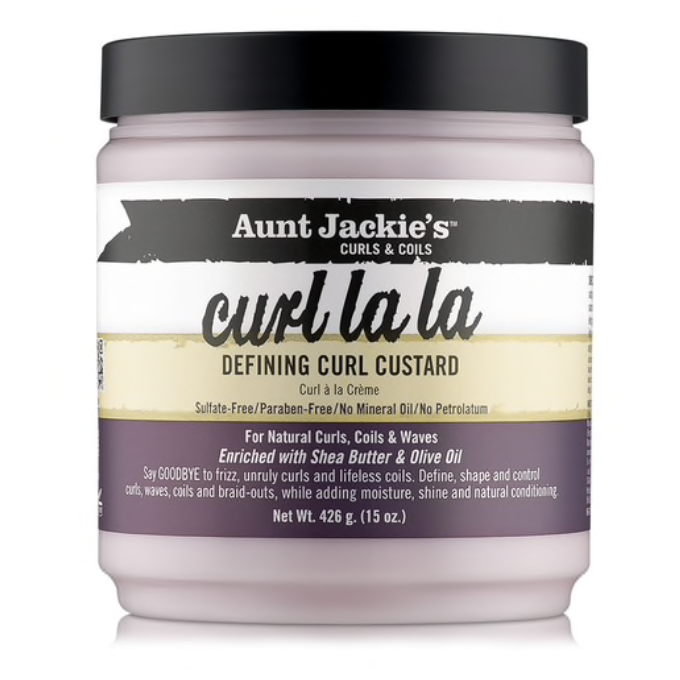 Aunt Jackie's™
CURLS & COILS
curl la la
DEFINING CURL CUSTARD
Curl à la Crème
Sulfate-Free/Paraben-Free/No Mineral Oil/No Petrolatum
For Natural Curls, Coils & Waves
Enriched with Shea Butter & Olive Oil
Say GOODBYE to frizz, unruly curls and lifeless coils. Define, shape and control
curls, waves, coils and braid-outs, while adding moisture, shine and natural conditioning.
Net Wt. 426 g. (15 oz.)